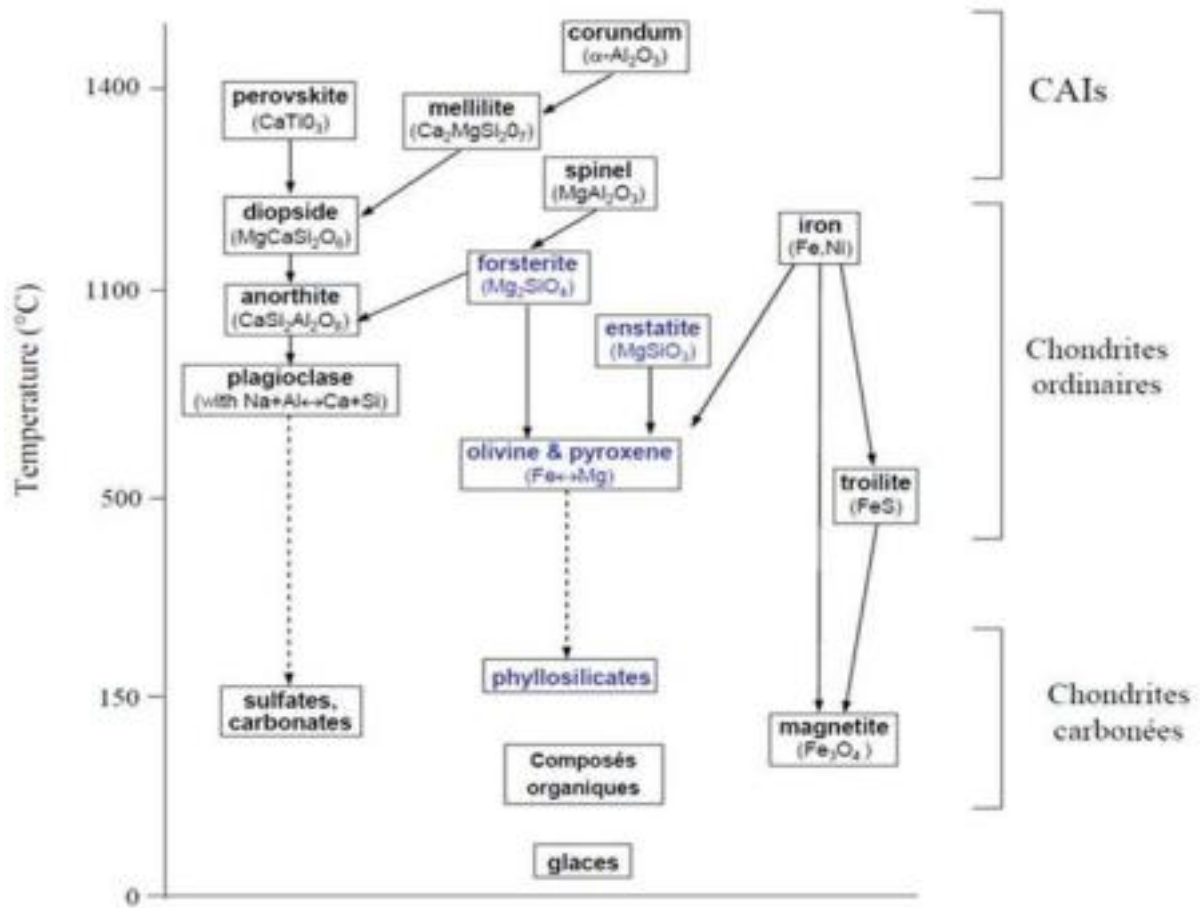 corundum
(α-Al₂O₃)
1400
CAIs
perovskite
(CaTi0₃)
mellilite
(Ca₂MgSi₂0₇)
spinel
(MgAl₂O₃)
diopside
(MgCaSi₂O₆)
iron
(Fe,Ni)
forsterite
(Mg₂SiO₄)
1100
anorthite
(CaSi₂Al₂O₈)
enstatite
(MgSiO₃)
Chondrites
ordinaires
plagioclase
(with Na+Al↔Ca+Si)
Temperature (°C)
olivine & pyroxene
(Fe↔Mg)
500
troilite
(FeS)
phyllosilicates
150
sulfates,
carbonates
magnetite
(Fe₃O₄)
Chondrites
carbonées
Composés
organiques
glaces
0